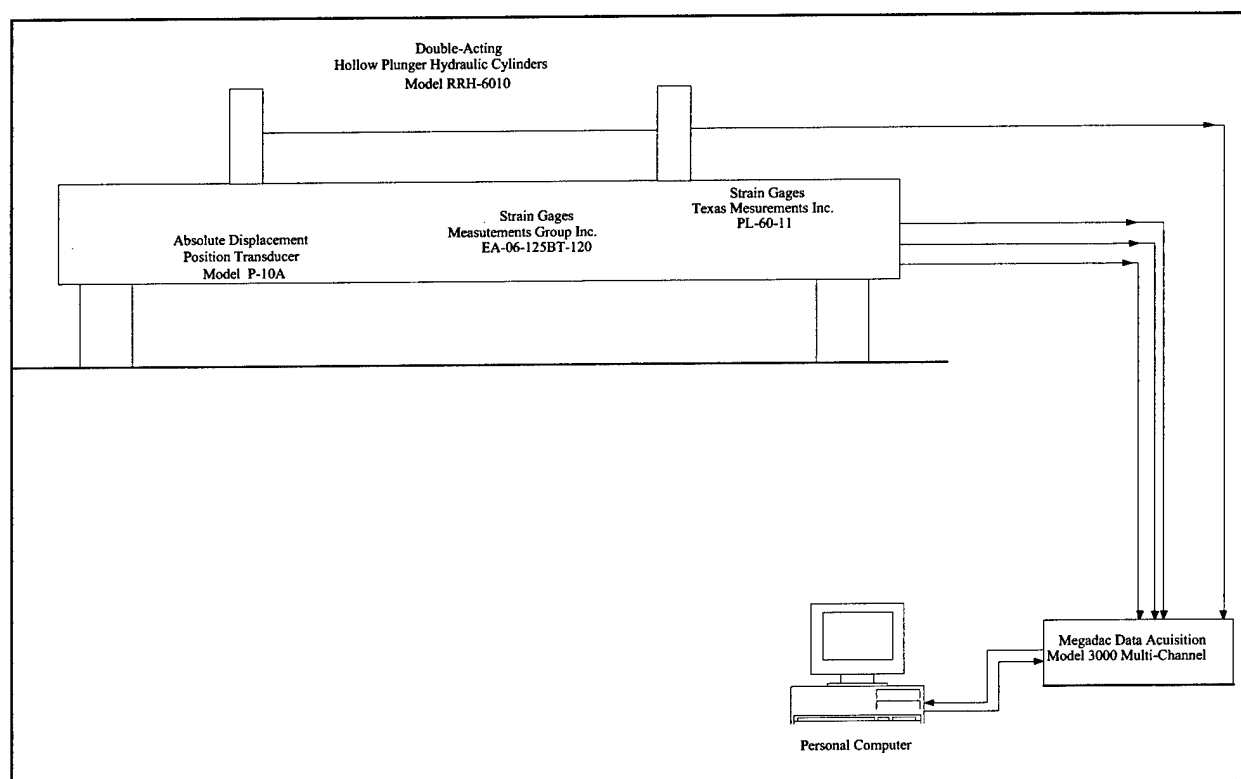 Double-Acting
Hollow Plunger Hydraulic Cylinders
Model RRH-6010
Strain Gages
Texas Mesurements Inc.
PL-60-11
Strain Gages
Measutements Group Inc.
EA-06-125BT-120
Absolute Displacement
Position Transducer
Model P-10A
Megadac Data Acuisition
Model 3000 Multi-Channel
Personal Computer